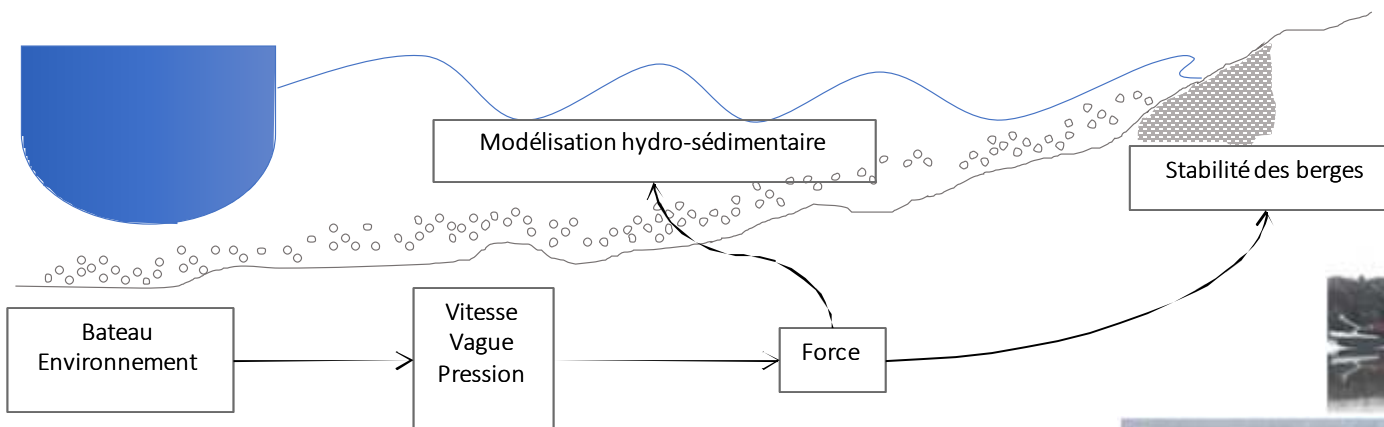 Modélisation hydro-sédimentaire
Stabilité des berges
Bateau
Environnement
Vitesse
Vague
Pression
Force